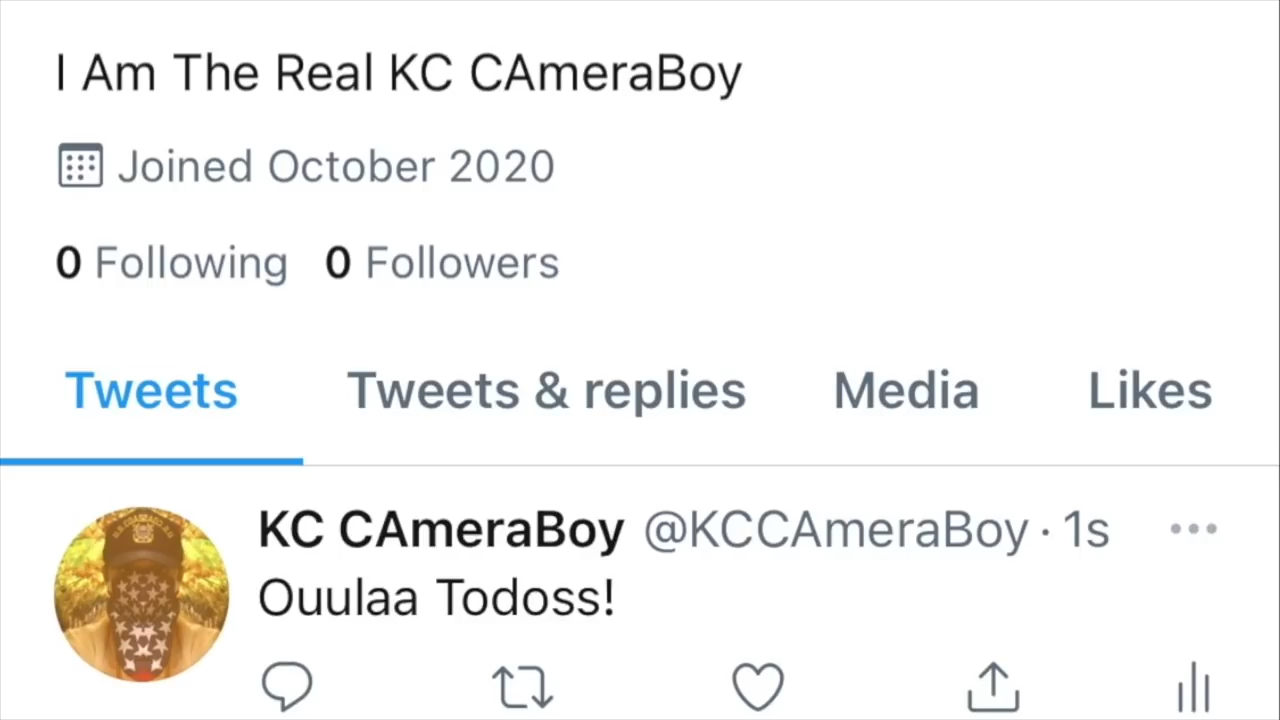 I Am The Real KC CAmeraBoy
Joined October 2020
0 Following 0 Followers
Tweets Tweets & replies Media Likes
KC CAmeraBoy @KCCAmeraBoy · 1s
Ouulaa Todoss!